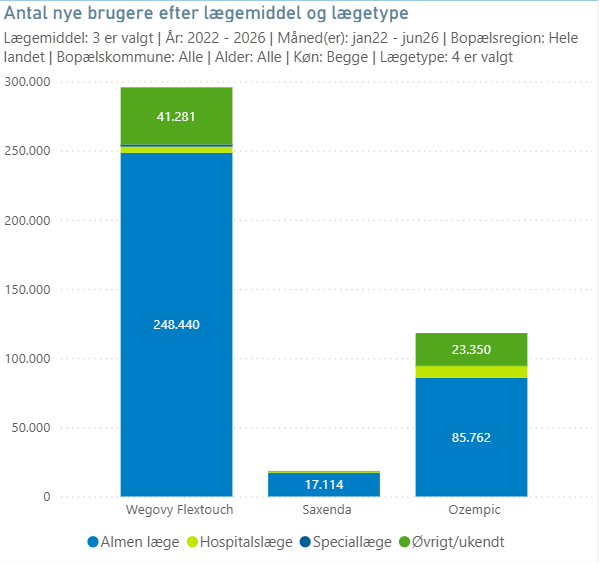 Antal nye brugere efter lægemiddel og lægetype
Lægemiddel: 3 er valgt | År: 2022 - 2026 | Måned(er): jan22 - jun26 | Bopælsregion: Hele
landet | Bopælskommune: Alle | Alder: Alle | Køn: Begge | Lægetype: 4 er valgt
300.000
41.281
250.000
200.000
150.000
248.440
100.000
23.350
50.000
85.762
17.114
0
Wegovy Flextouch Saxenda Ozempic
Almen læge Hospitalslæge Speciallæge Øvrigt/ukendt